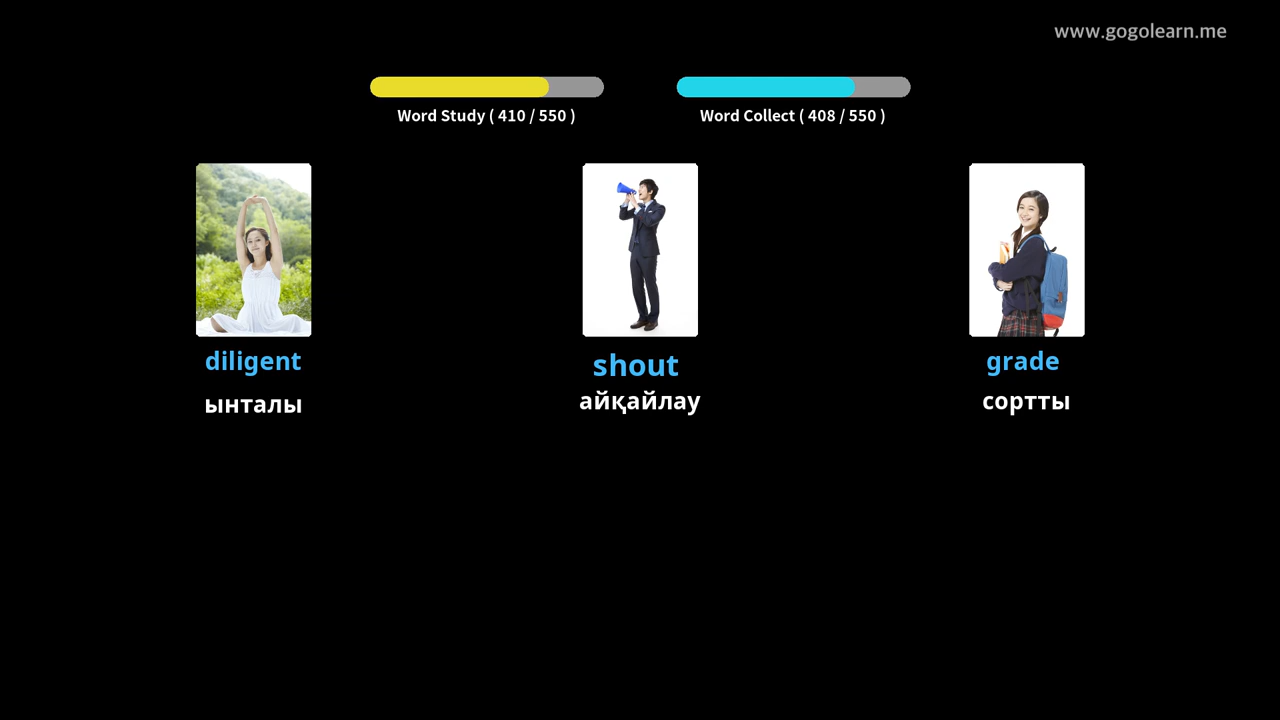 www.gogolearn.me
Word Study ( 410 / 550 )
Word Collect ( 408 / 550 )
diligent
ынталы
shout
айқайлау
grade
сортты